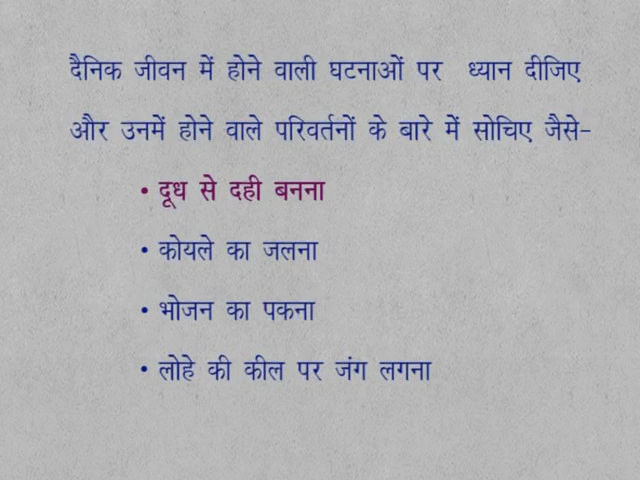 दैनिक जीवन में होने वाली घटनाओं पर ध्यान दीजिए
और उनमें होने वाले परिवर्तनों के बारे में सोचिए जैसे-
• दूध से दही बनना
• कोयले का जलना
• भोजन का पकना
• लोहे की कील पर जंग लगना